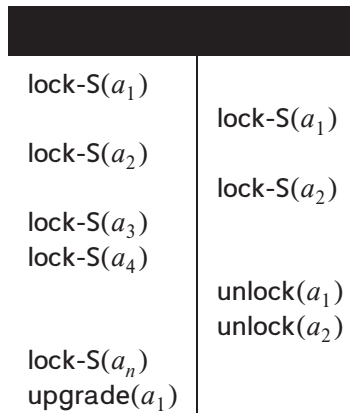 lock-S(a₁)
lock-S(a₁)
lock-S(a₂)
lock-S(a₂)
lock-S(a₃)
lock-S(a₄)
unlock(a₁)
unlock(a₂)
lock-S(aₙ)
upgrade(a₁)